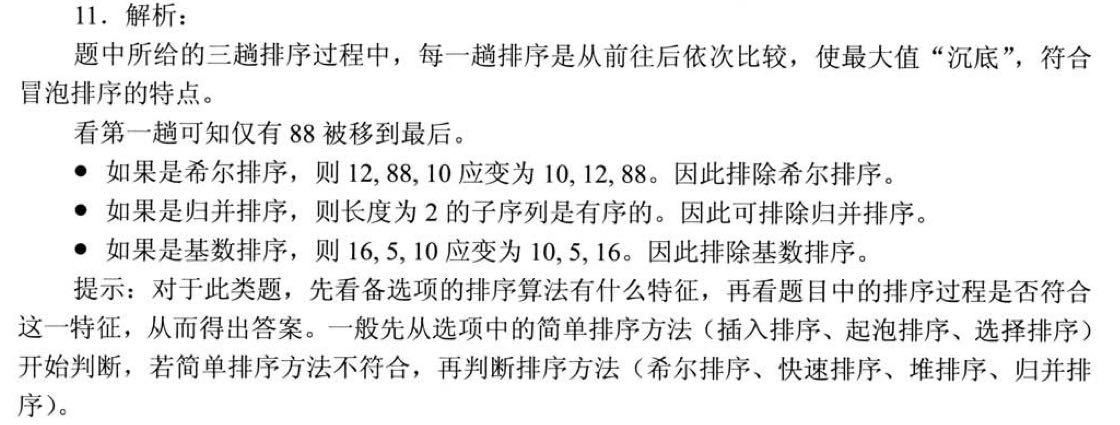 11．解析：
题中所给的三趟排序过程中，每一趟排序是从前往后依次比较，使最大值“沉底”，符合
冒泡排序的特点。
看第一趟可知仅有 88 被移到最后。
● 如果是希尔排序，则 12, 88, 10 应变为 10, 12, 88。因此排除希尔排序。
● 如果是归并排序，则长度为 2 的子序列是有序的。因此可排除归并排序。
● 如果是基数排序，则 16, 5, 10 应变为 10, 5, 16。因此排除基数排序。
提示：对于此类题，先看备选项的排序算法有什么特征，再看题目中的排序过程是否符合
这一特征，从而得出答案。一般先从选项中的简单排序方法（插入排序、起泡排序、选择排序）
开始判断，若简单排序方法不符合，再判断排序方法（希尔排序、快速排序、堆排序、归并排
序）。